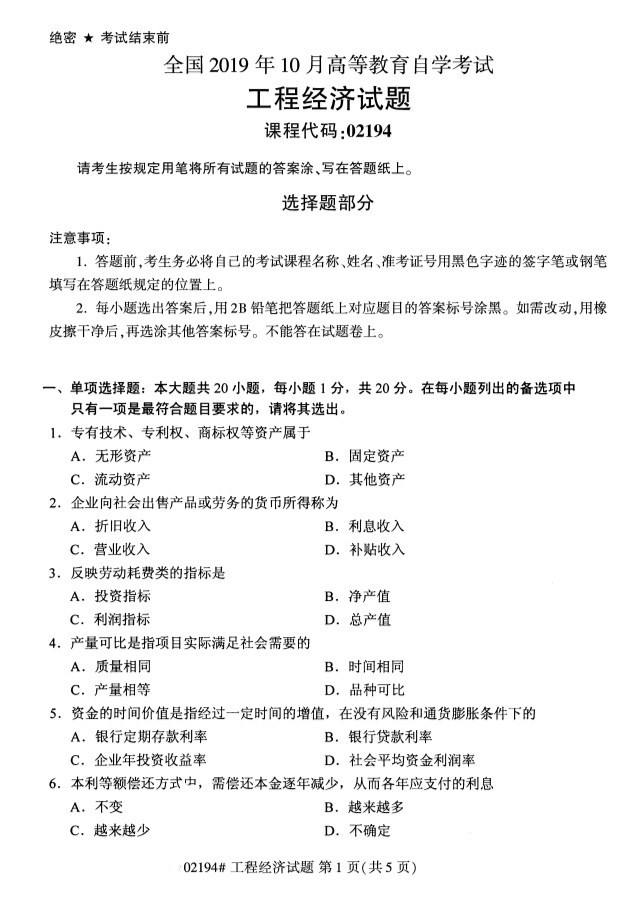 绝密 ★ 考试结束前
全国 2019 年 10 月高等教育自学考试
工程经济试题
课程代码:02194
请考生按规定用笔将所有试题的答案涂、写在答题纸上。
选择题部分
注意事项:
1. 答题前,考生务必将自己的考试课程名称、姓名、准考证号用黑色字迹的签字笔或钢笔
填写在答题纸规定的位置上。
2. 每小题选出答案后,用 2B 铅笔把答题纸上对应题目的答案标号涂黑。如需改动,用橡
皮擦干净后,再选涂其他答案标号。不能答在试题卷上。
一、单项选择题：本大题共 20 小题，每小题 1 分，共 20 分。在每小题列出的备选项中
只有一项是最符合题目要求的，请将其选出。
1．专有技术、专利权、商标权等资产属于
A．无形资产 B．固定资产
C．流动资产 D．其他资产
2．企业向社会出售产品或劳务的货币所得称为
A．折旧收入 B．利息收入
C．营业收入 D．补贴收入
3．反映劳动耗费类的指标是
A．投资指标 B．净产值
C．利润指标 D．总产值
4．产量可比是指项目实际满足社会需要的
A．质量相同 B．时间相同
C．产量相等 D．品种可比
5．资金的时间价值是指经过一定时间的增值，在没有风险和通货膨胀条件下的
A．银行定期存款利率 B．银行贷款利率
C．企业年投资收益率 D．社会平均资金利润率
6．本利等额偿还方式中，需偿还本金逐年减少，从而各年应支付的利息
A．不变 B．越来越多
C．越来越少 D．不确定
02194# 工程经济试题 第 1 页(共 5 页)